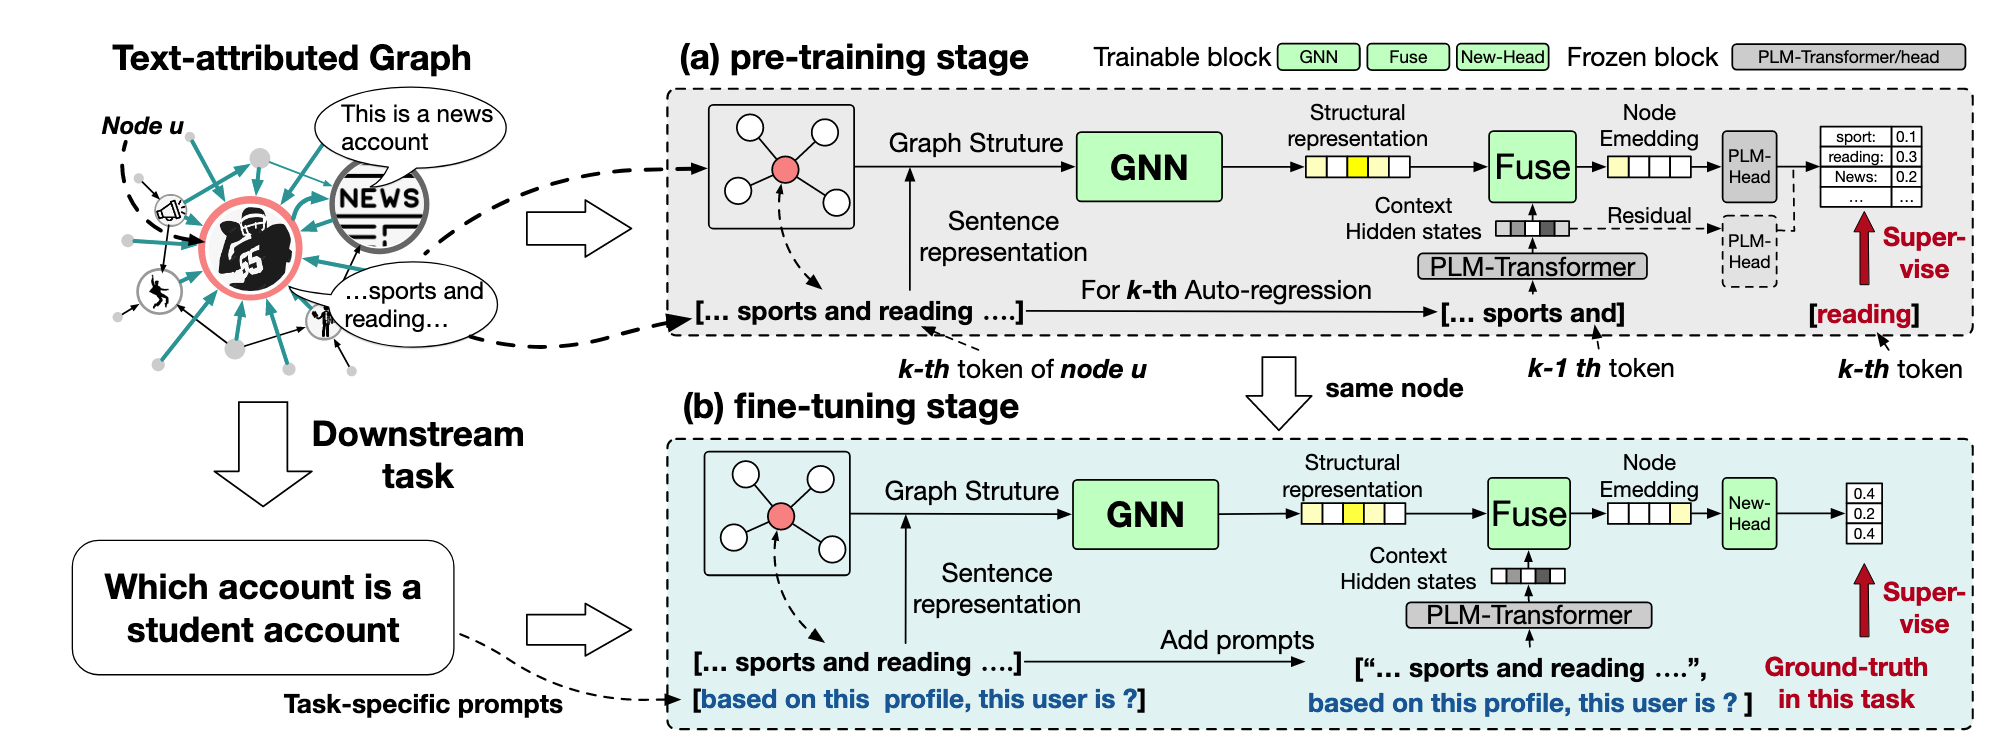 Text-attributed Graph
Node u
This is a news
account
NEWS
65
...sports and
reading...
Downstream
task
Which account is a
student account
Task-specific prompts
(a) pre-training stage
Trainable block
GNN
Fuse
New-Head
Frozen block
PLM-Transformer/head
Graph Struture
Sentence
representation
GNN
Structural
representation
Fuse
Node
Emedding
PLM-
Head
sport: 0.1
reading: 0.3
News: 0.2
... ...
Context
Hidden states
Residual
PLM-
Head
PLM-Transformer
Super-
vise
[... sports and reading ....]
For k-th Auto-regression
[... sports and]
[reading]
k-th token of node u
k-1 th token
k-th token
same node
(b) fine-tuning stage
Graph Struture
Sentence
representation
GNN
Structural
representation
Fuse
Node
Emedding
New-
Head
0.4
0.2
0.4
Context
Hidden states
PLM-Transformer
Super-
vise
[... sports and reading ....]
Add prompts
["... sports and reading ....",
Ground-truth
in this task
[based on this profile, this user is ?]
based on this profile, this user is ? ]